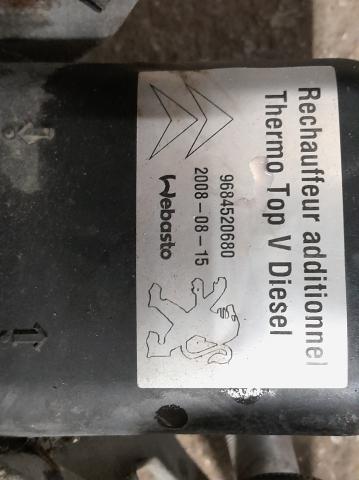 Rechauffeur additionnel
Thermo Top V Diesel
9684520680
2008-08-15
Webasto